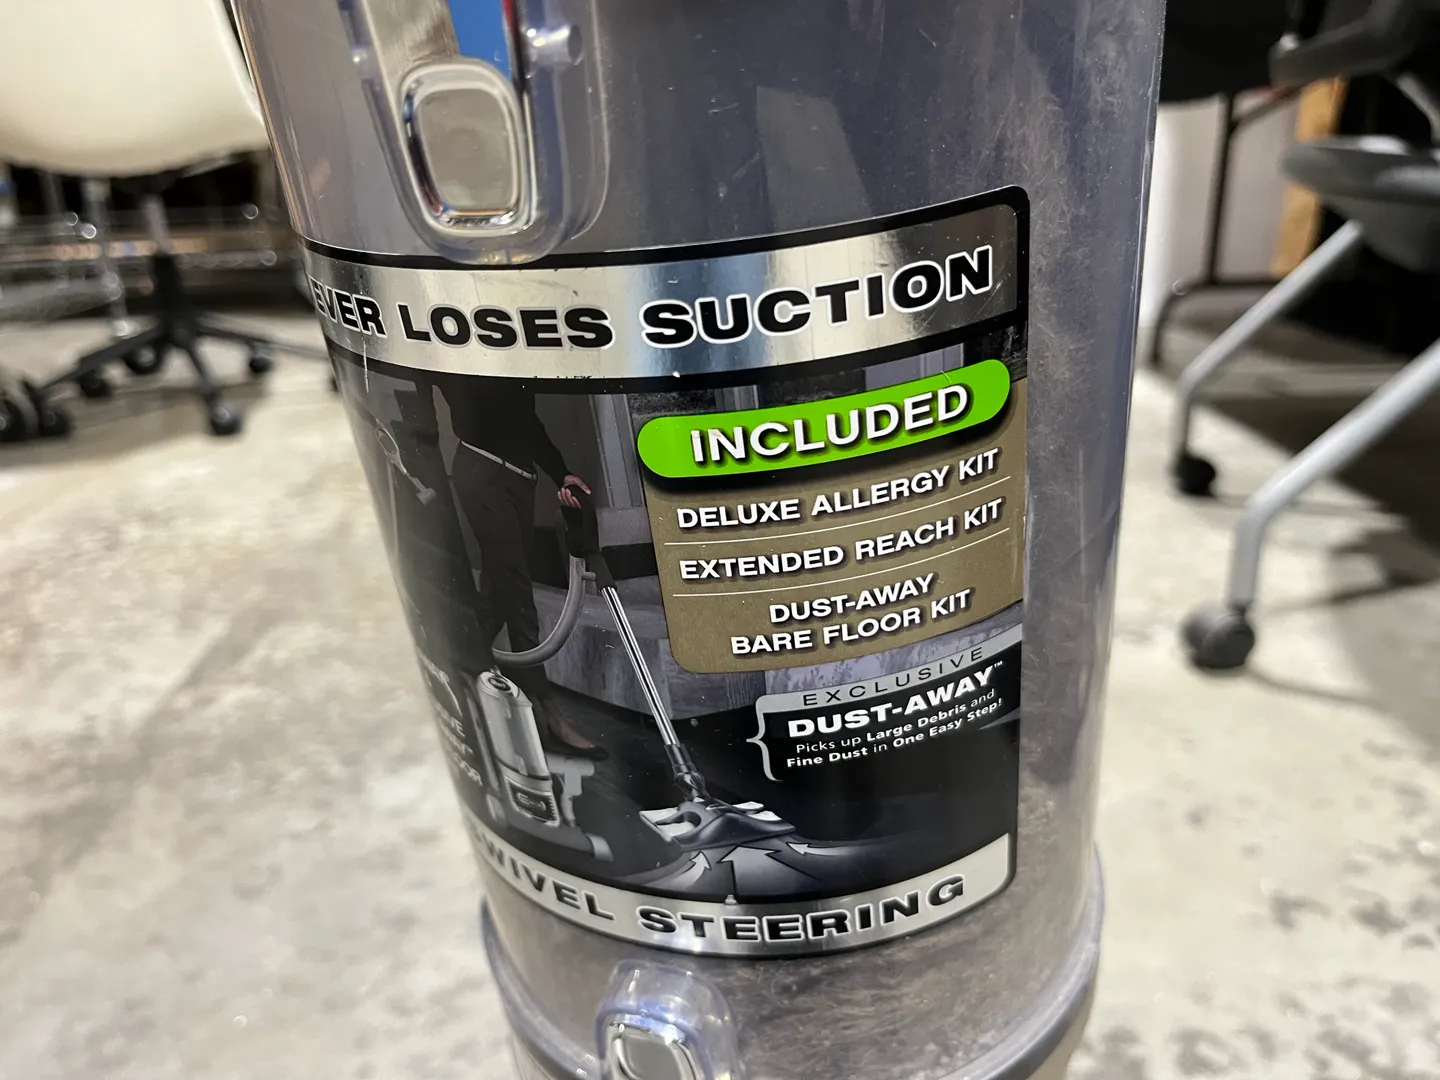 EVER LOSES SUCTION
INCLUDED
DELUXE ALLERGY KIT
EXTENDED REACH KIT
DUST-AWAY
BARE FLOOR KIT
EXCLUSIVE
DUST-AWAY™
Picks up Large Debris and
Fine Dust in One Easy Step!
SWIVEL STEERING